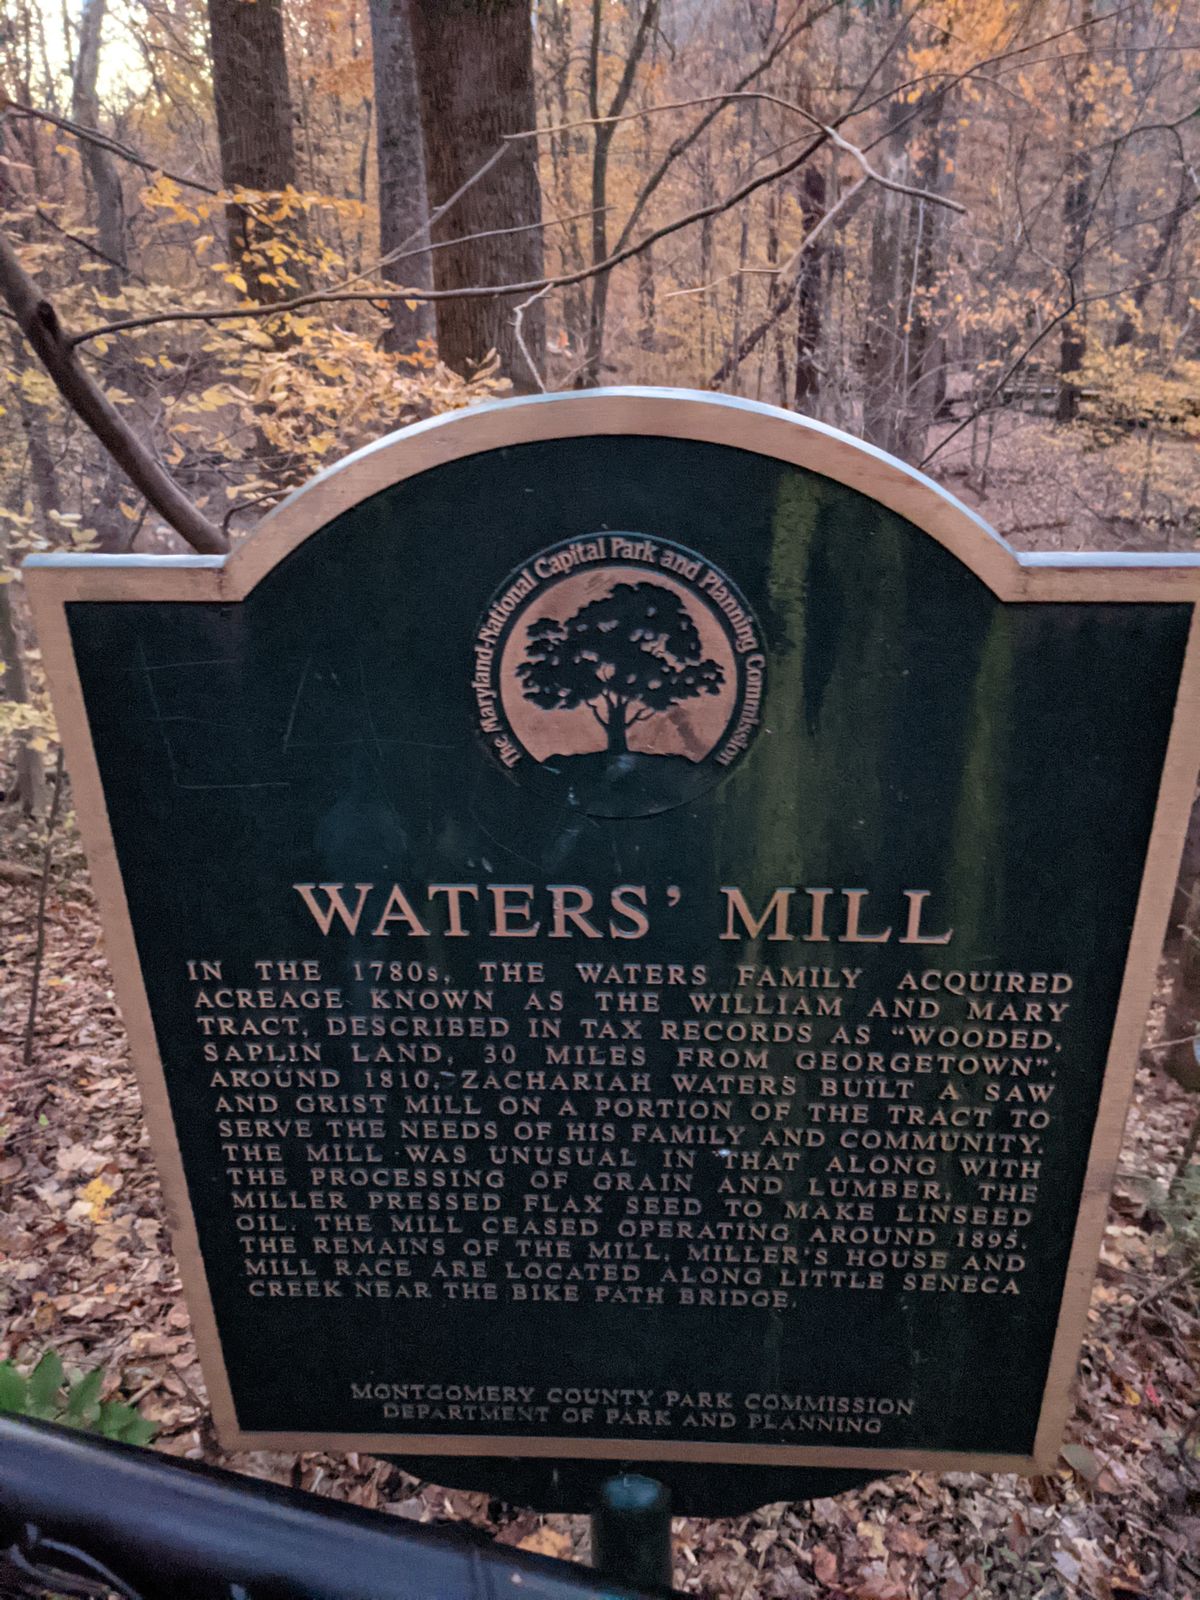 The Maryland-National Capital Park and Planning Commission
WATERS' MILL
IN THE 1780s, THE WATERS FAMILY ACQUIRED
ACREAGE KNOWN AS THE WILLIAM AND MARY
TRACT, DESCRIBED IN TAX RECORDS AS "WOODED,
SAPLIN LAND, 30 MILES FROM GEORGETOWN".
AROUND 1810, ZACHARIAH WATERS BUILT A SAW
AND GRIST MILL ON A PORTION OF THE TRACT TO
SERVE THE NEEDS OF HIS FAMILY AND COMMUNITY.
THE MILL WAS UNUSUAL IN THAT ALONG WITH
THE PROCESSING OF GRAIN AND LUMBER, THE
MILLER PRESSED FLAX SEED TO MAKE LINSEED
OIL. THE MILL CEASED OPERATING AROUND 1895.
THE REMAINS OF THE MILL, MILLER'S HOUSE AND
MILL RACE ARE LOCATED ALONG LITTLE SENECA
CREEK NEAR THE BIKE PATH BRIDGE.
MONTGOMERY COUNTY PARK COMMISSION
DEPARTMENT OF PARK AND PLANNING